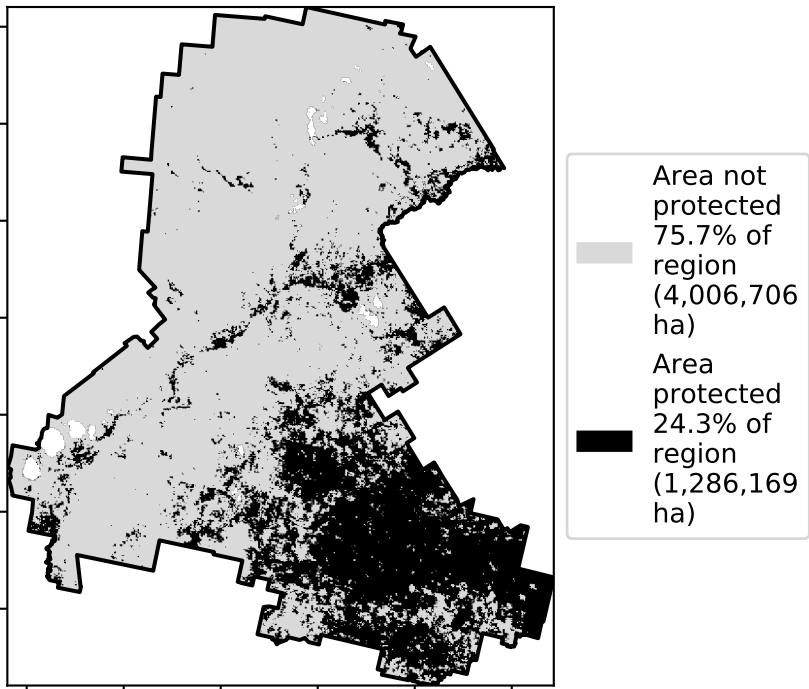 Area not
protected
75.7% of
region
(4,006,706
ha)
Area
protected
24.3% of
region
(1,286,169
ha)